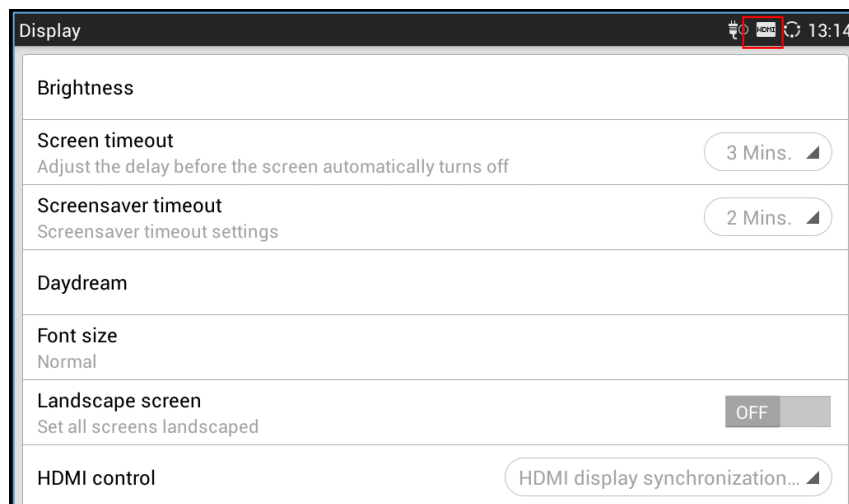 Display HDMI 13:14
Brightness
Screen timeout
Adjust the delay before the screen automatically turns off
3 Mins.
Screensaver timeout
Screensaver timeout settings
2 Mins.
Daydream
Font size
Normal
Landscape screen
Set all screens landscaped
OFF
HDMI control
HDMI display synchronization...